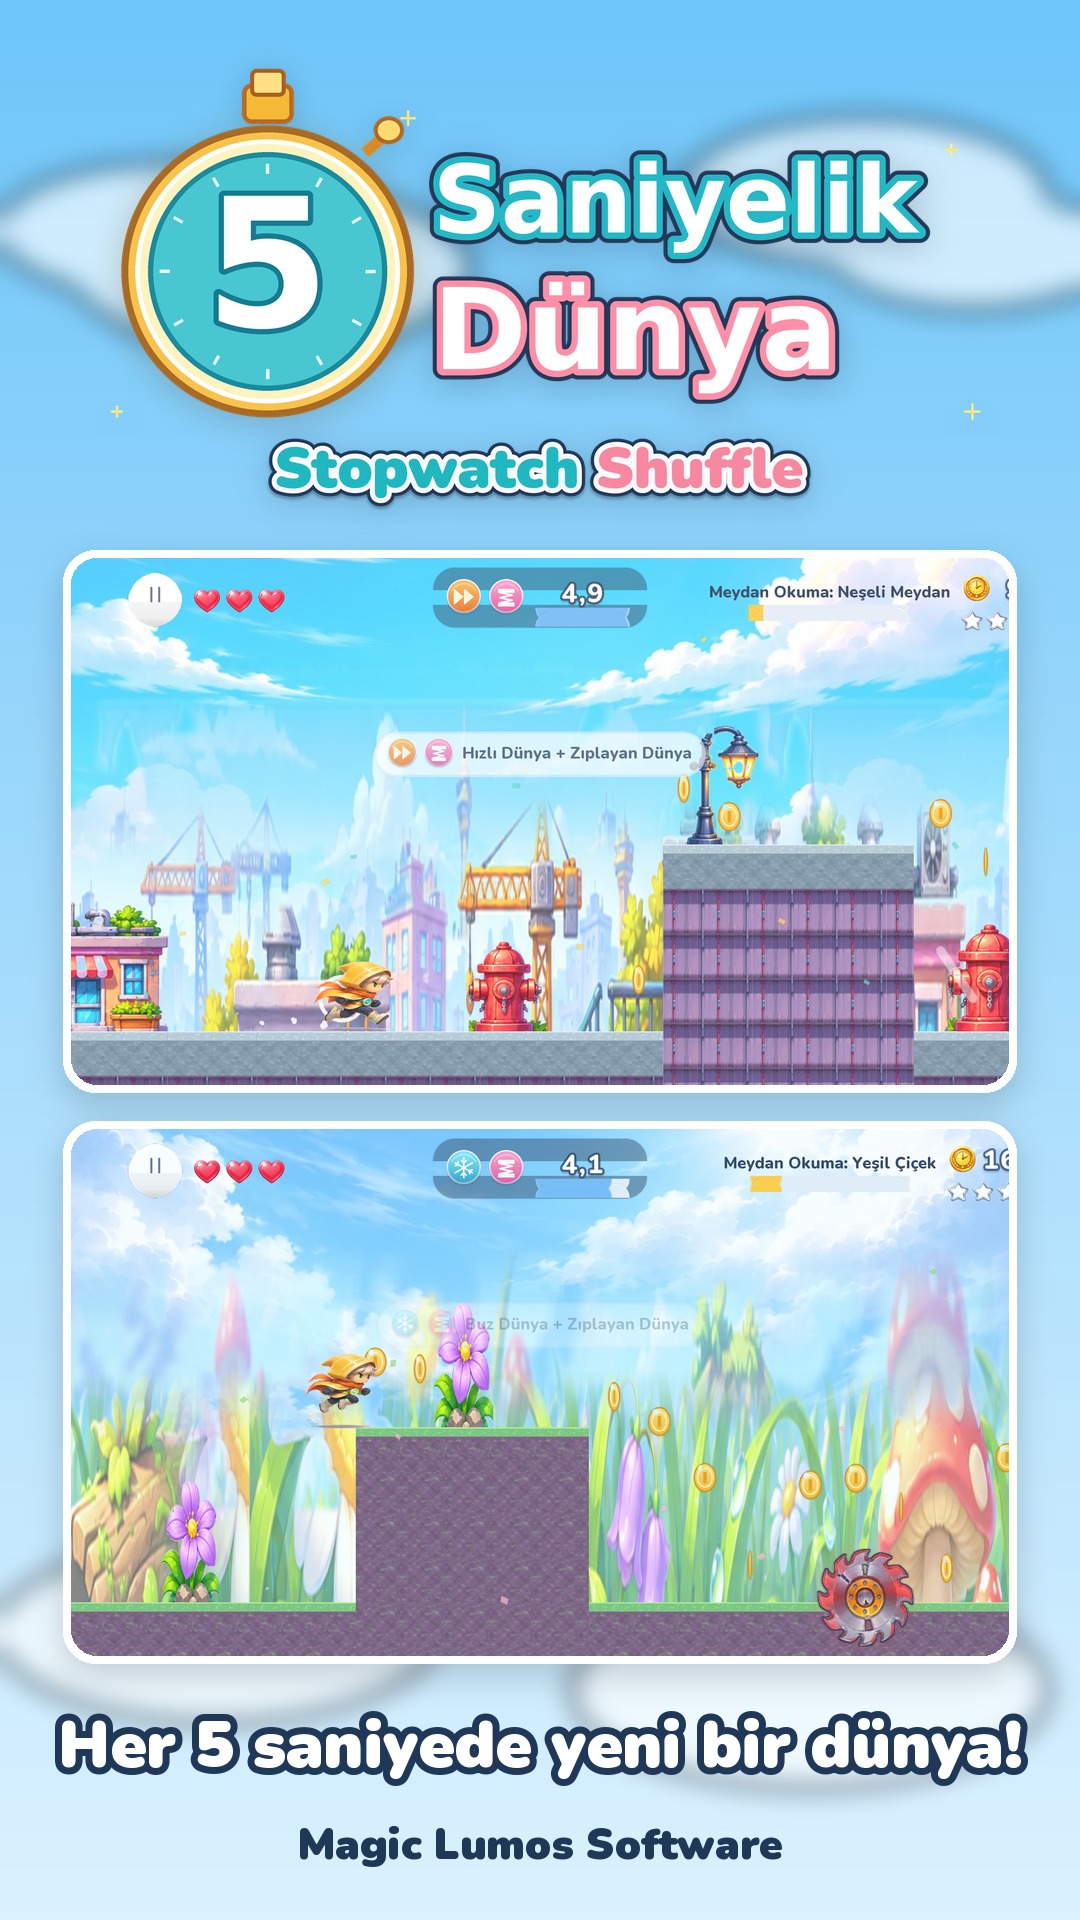 5
Saniyelik
Dünya
Stopwatch Shuffle
4,9
Meydan Okuma: Neşeli Meydan
Hızlı Dünya + Zıplayan Dünya
4,1
Meydan Okuma: Yeşil Çiçek
16
Buz Dünya + Zıplayan Dünya
Her 5 saniyede yeni bir dünya!
Magic Lumos Software